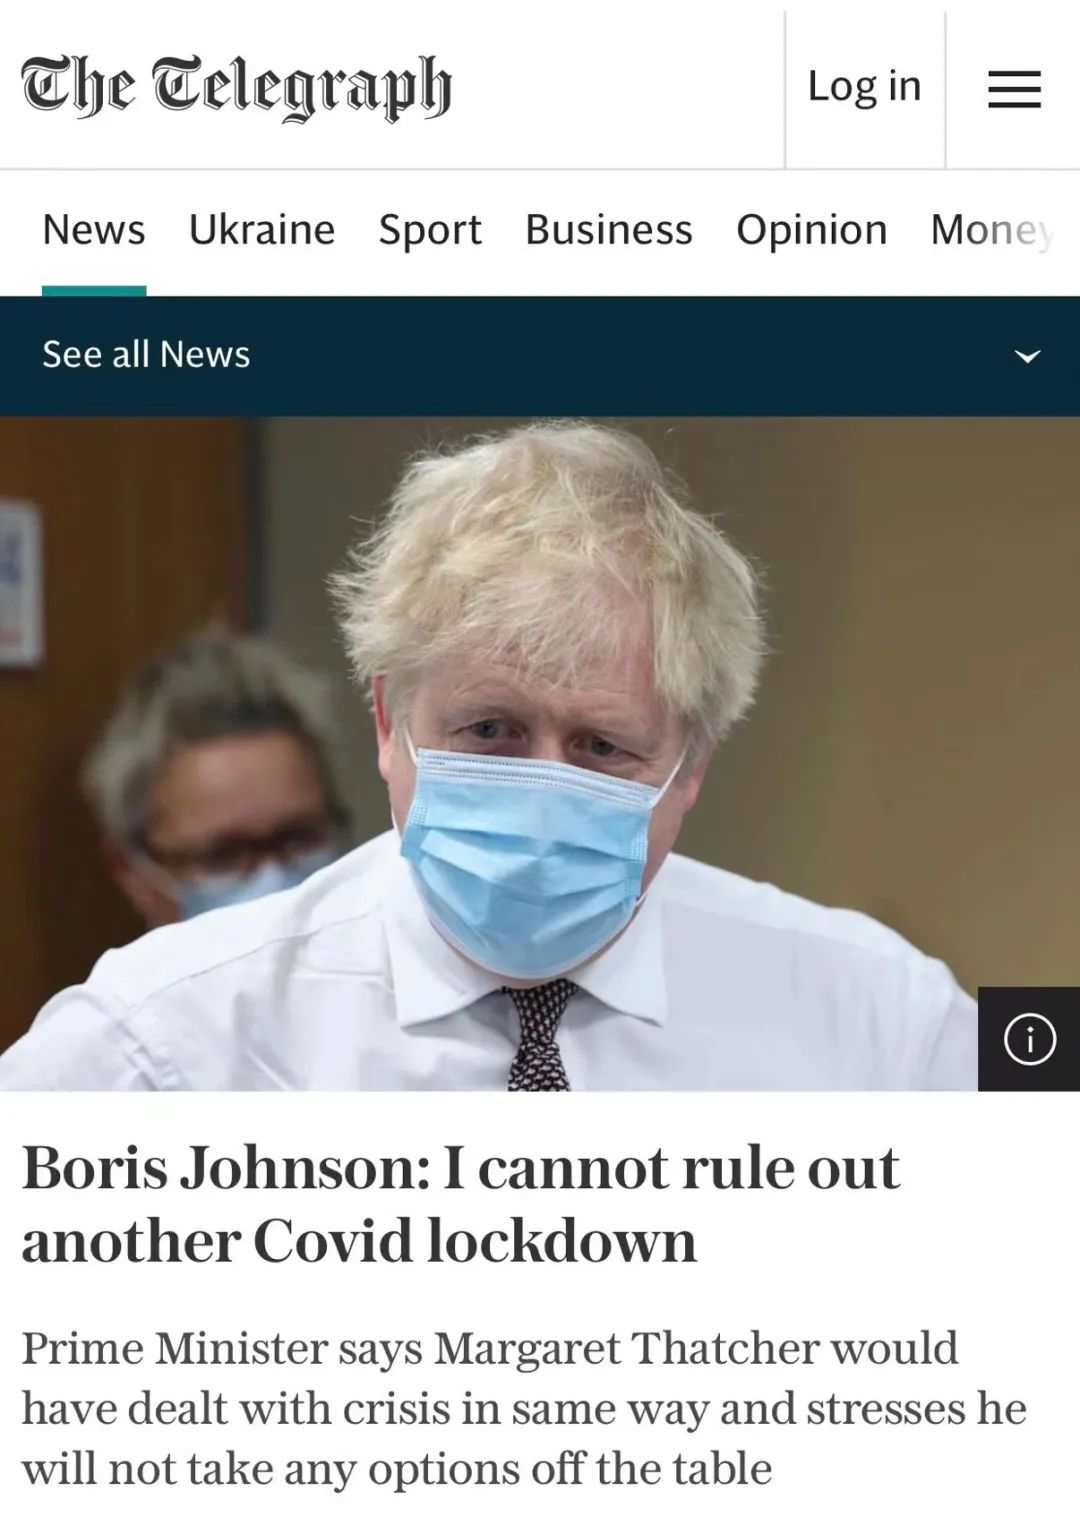 The Telegraph
Log in
News Ukraine Sport Business Opinion Money
See all News
Boris Johnson: I cannot rule out
another Covid lockdown
Prime Minister says Margaret Thatcher would
have dealt with crisis in same way and stresses he
will not take any options off the table